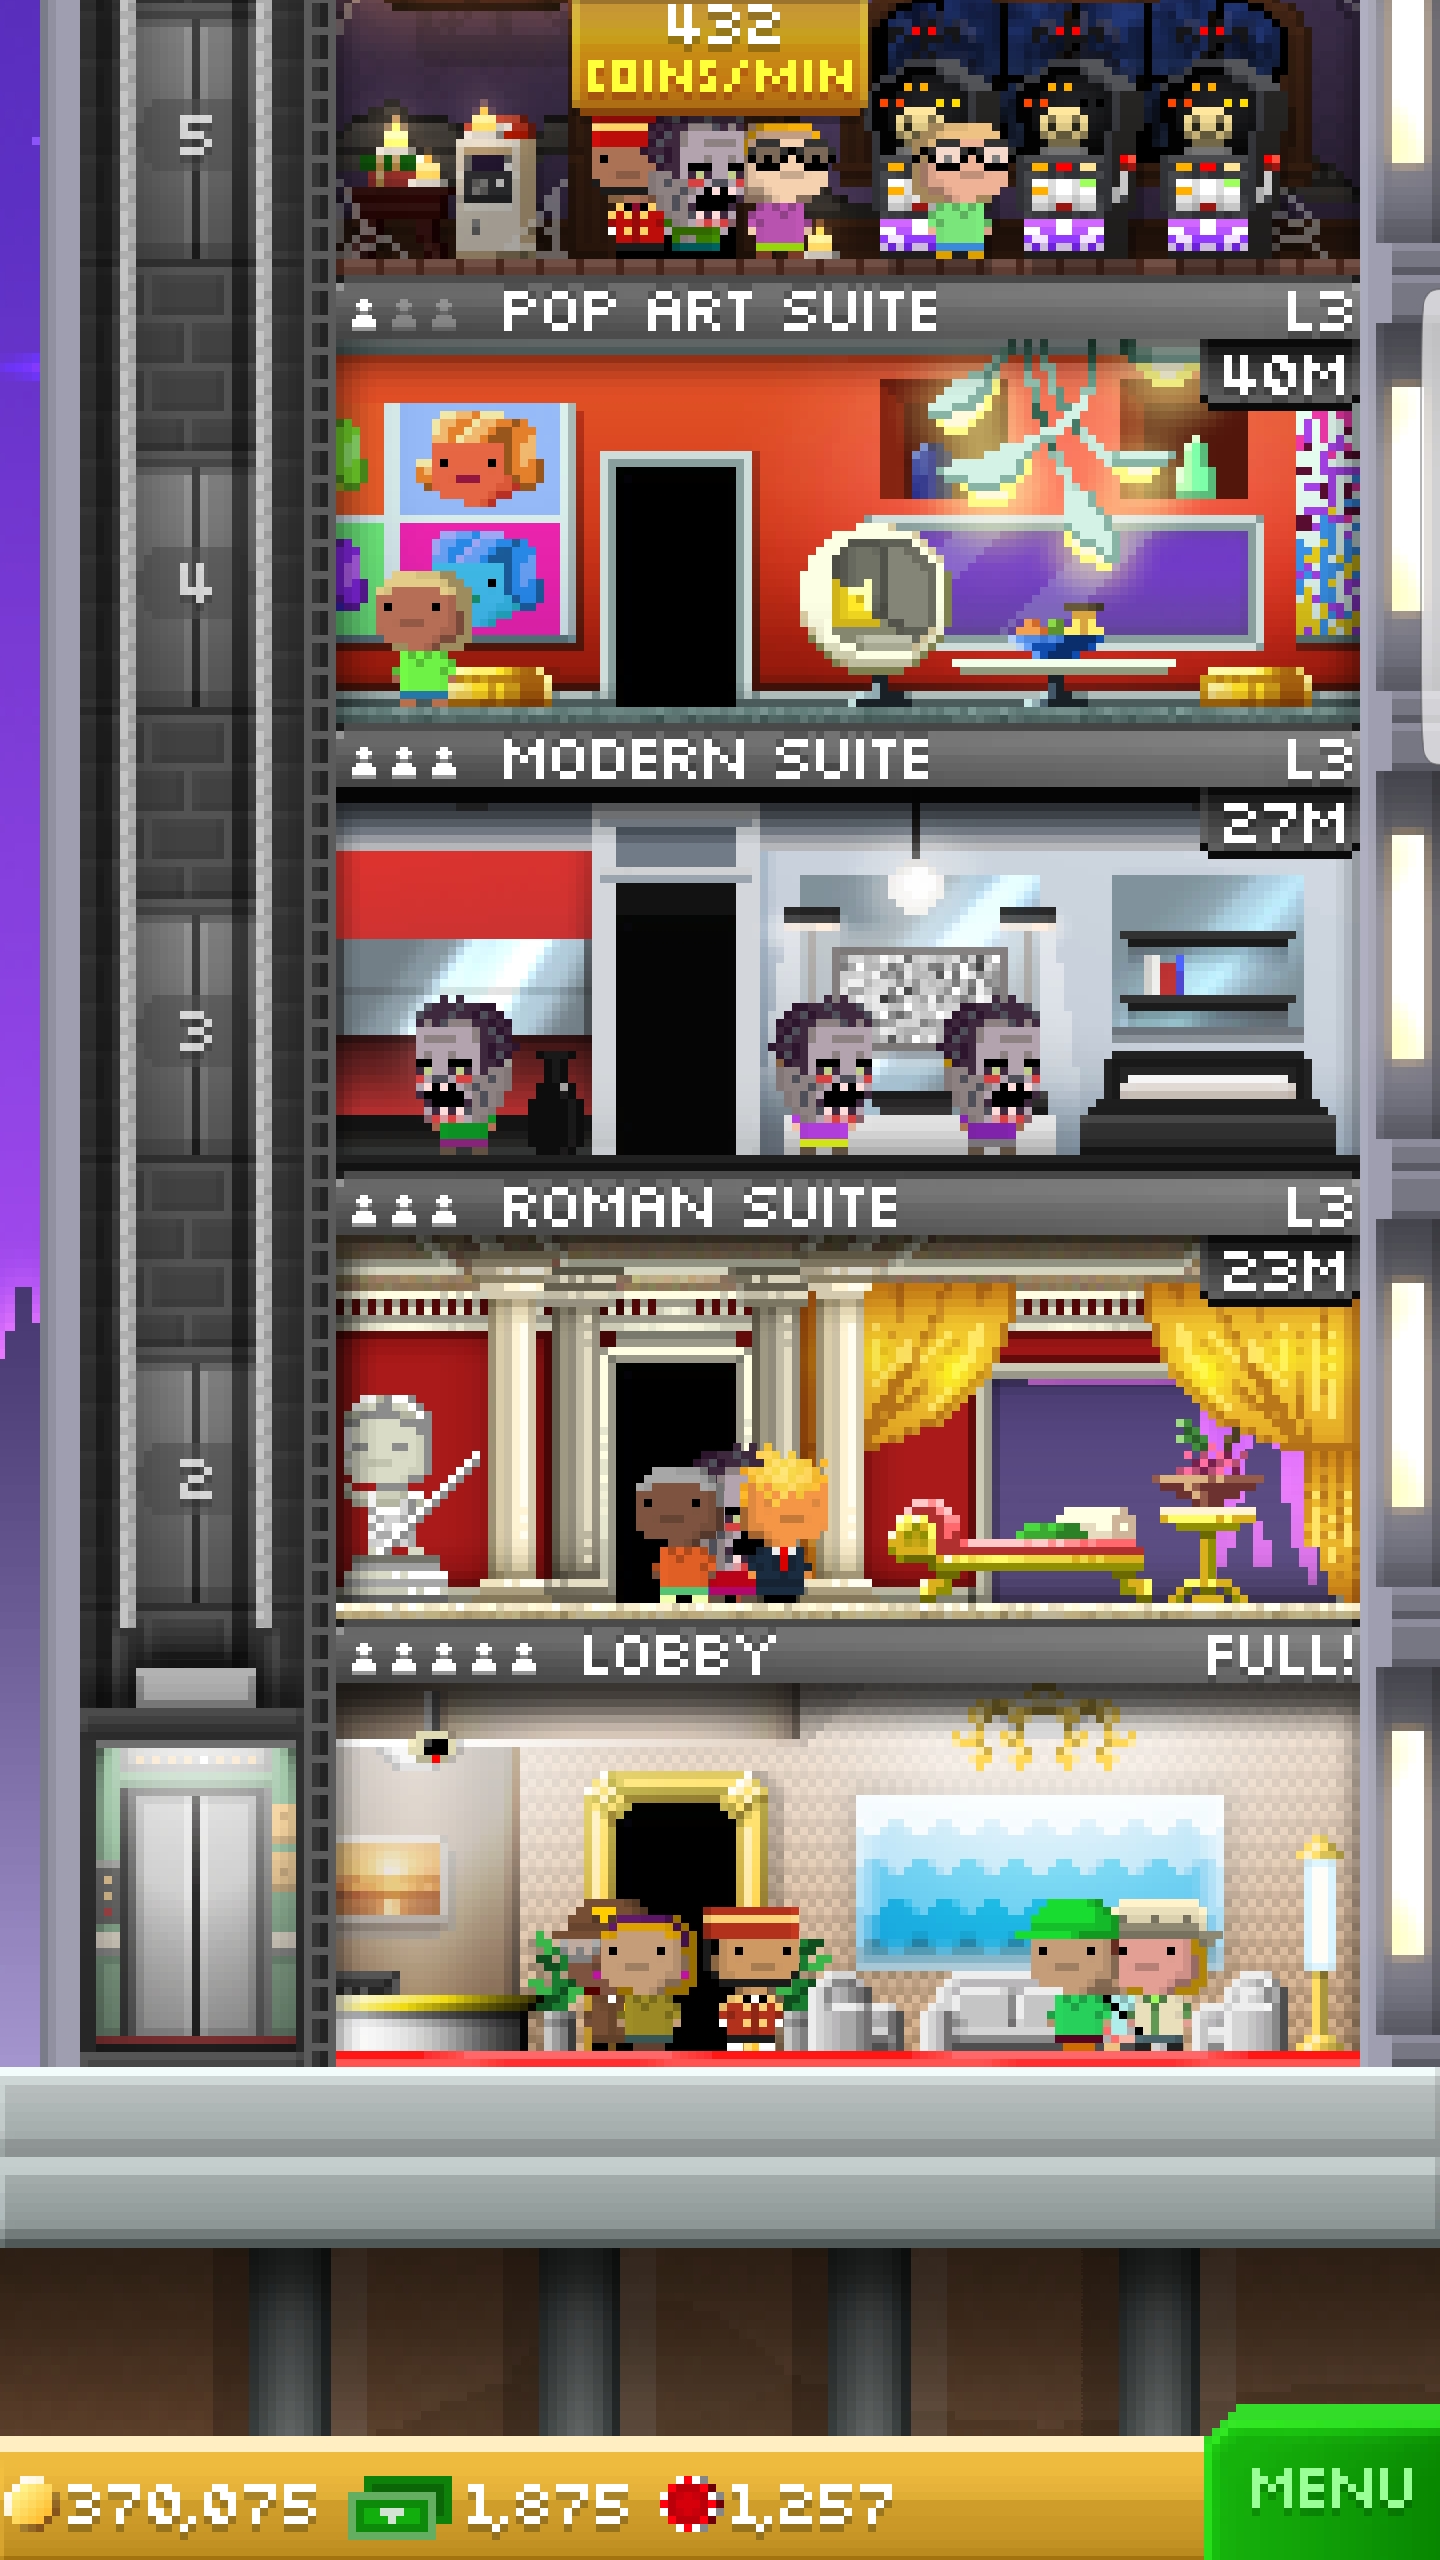 432
COINS/MIN
5
POP ART SUITE L3
40M
4
MODERN SUITE L3
27M
3
ROMAN SUITE L3
23M
2
LOBBY FULL!
370,075 1,875 1,257 MENU